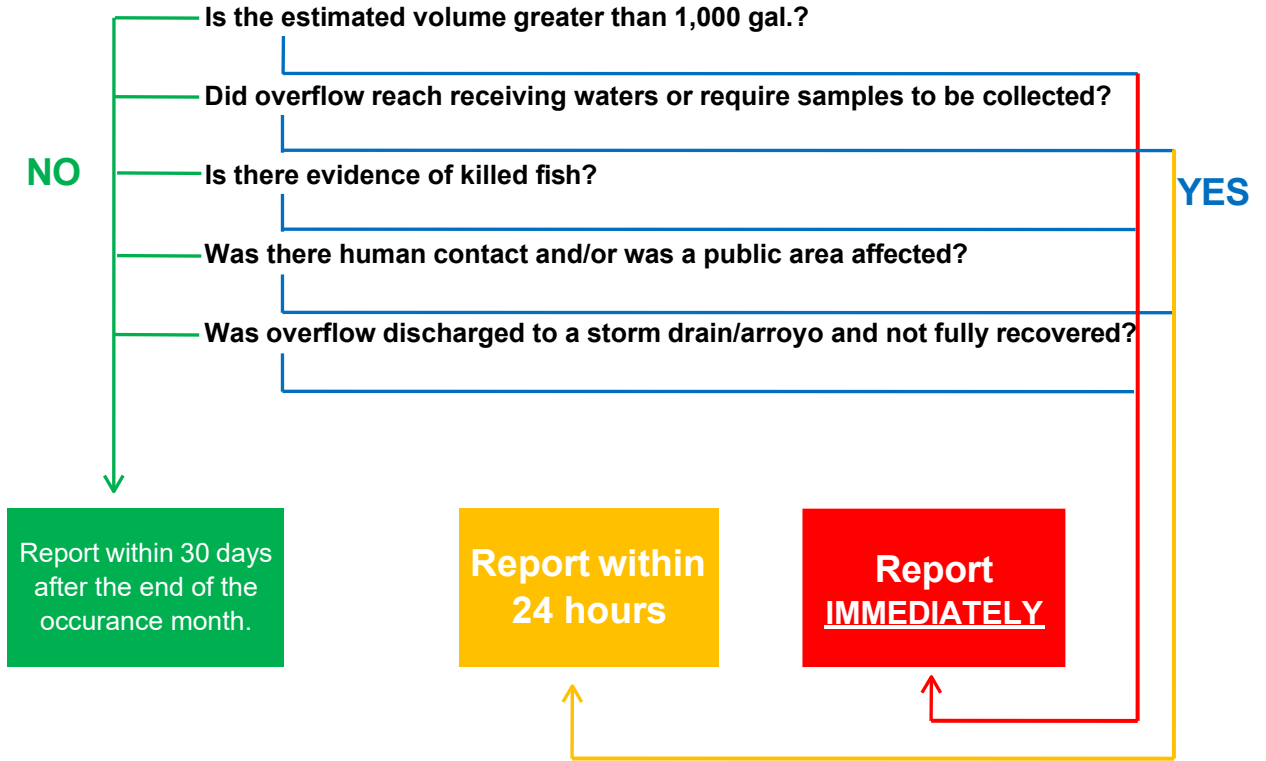 Is the estimated volume greater than 1,000 gal.?
Did overflow reach receiving waters or require samples to be collected?
NO
Is there evidence of killed fish?
YES
Was there human contact and/or was a public area affected?
Was overflow discharged to a storm drain/arroyo and not fully recovered?
Report within 30 days
after the end of the
occurance month.
Report within
24 hours
Report
IMMEDIATELY